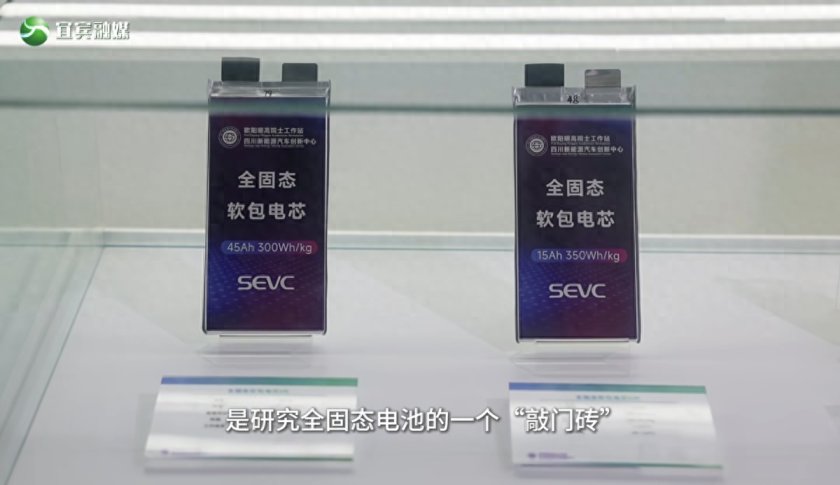 宜宾融媒
79
欧阳明高院士工作站
四川新能源汽车创新中心
全固态
软包电芯
45Ah 300Wh/kg
SEVC
48
欧阳明高院士工作站
四川新能源汽车创新中心
全固态
软包电芯
15Ah 350Wh/kg
SEVC
是研究全固态电池的一个“敲门砖”